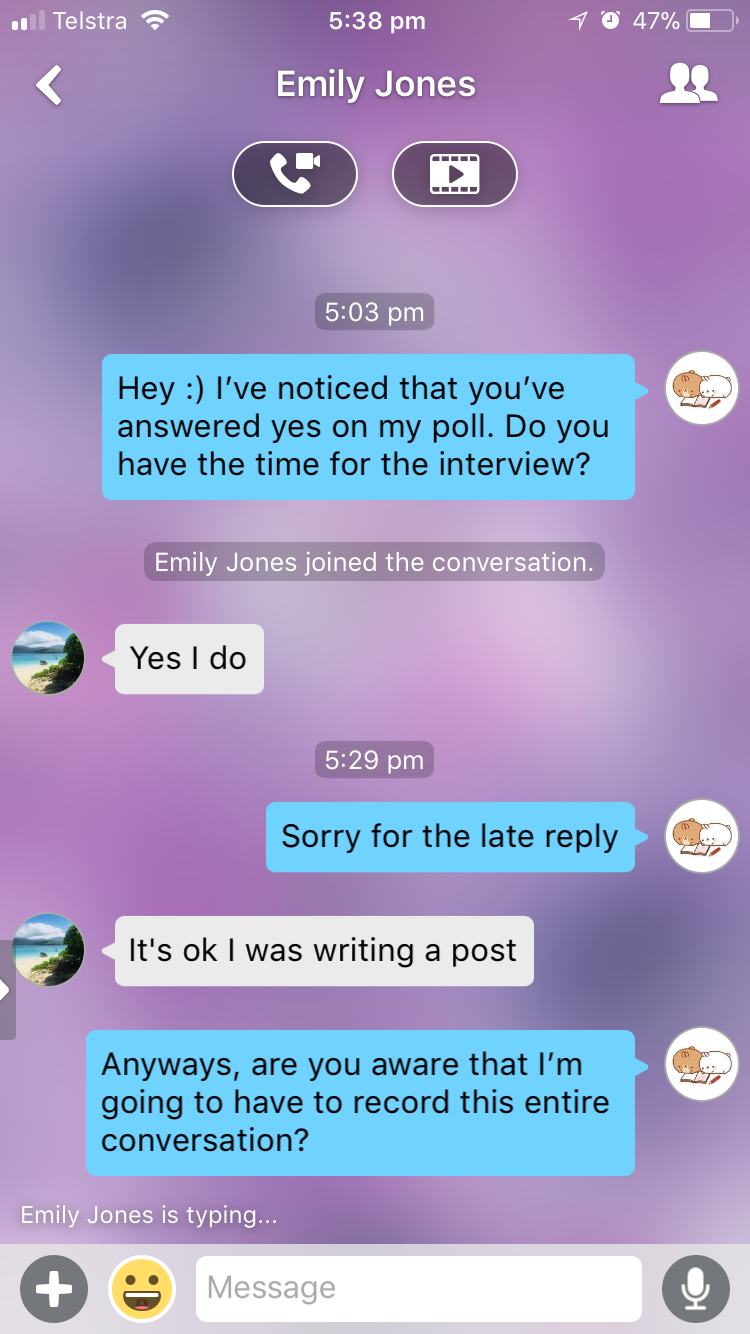 Telstra 5:38 pm 47%
Emily Jones
5:03 pm
Hey :) I’ve noticed that you’ve
answered yes on my poll. Do you
have the time for the interview?
Emily Jones joined the conversation.
Yes I do
5:29 pm
Sorry for the late reply
It's ok I was writing a post
Anyways, are you aware that I’m
going to have to record this entire
conversation?
Emily Jones is typing...
Message